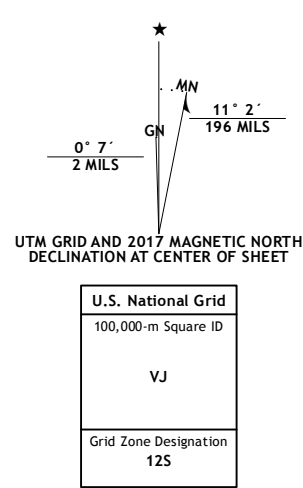 ★
MN
11° 2´
196 MILS
GN
0° 7´
2 MILS
UTM GRID AND 2017 MAGNETIC NORTH
DECLINATION AT CENTER OF SHEET
U.S. National Grid
100,000-m Square ID
VJ
Grid Zone Designation
12S